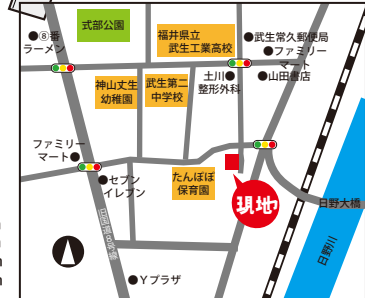 式部公園
●⑧番
ラーメン
福井県立
武生工業高校
●武生常久郵便局
●ファミリー
マート
●山田書店
土川●
整形外科
神山丈生
幼稚園
武生第二
中学校
ファミリー
マート●
●セブン
イレブン
たんぽぽ
保育園
現地
日野大橋
日野川
●Yプラザ